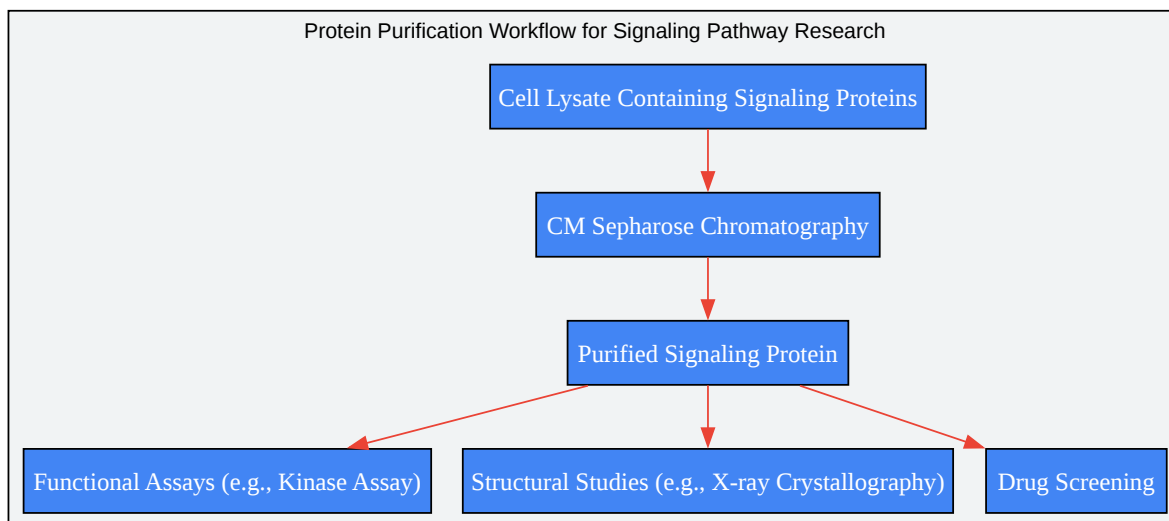 Protein Purification Workflow for Signaling Pathway Research
Cell Lysate Containing Signaling Proteins
CM Sepharose Chromatography
Purified Signaling Protein
Functional Assays (e.g., Kinase Assay)
Structural Studies (e.g., X-ray Crystallography)
Drug Screening